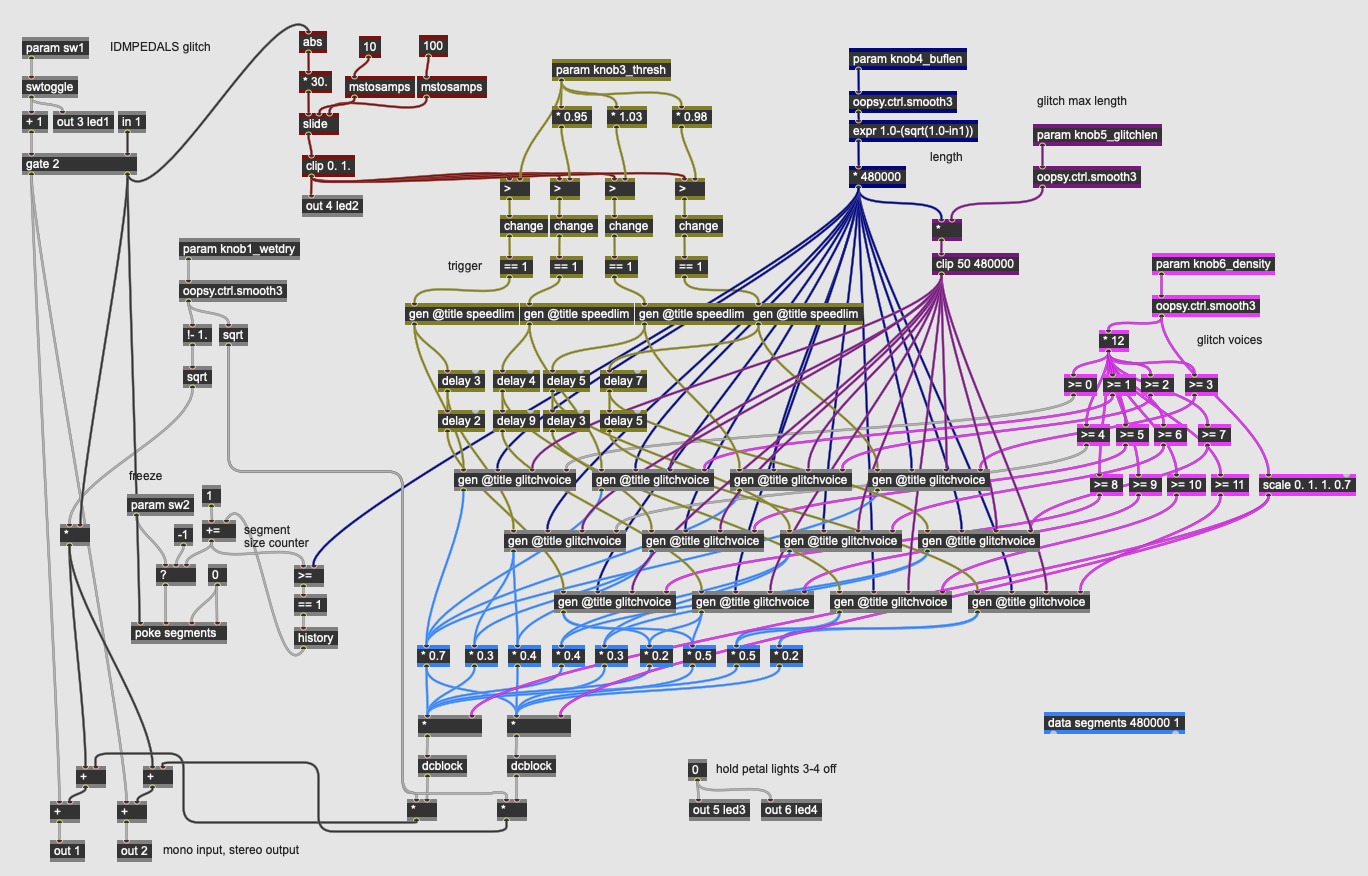 param sw1
IDMPEDALS glitch
abs
10
100
param knob4_buflen
param knob3_thresh
swtoggle
* 30.
mstosamps
mstosamps
oopsy.ctrl.smooth3
glitch max length
+ 1
out 3 led1
in 1
slide
* 0.95
* 1.03
* 0.98
expr 1.0-(sqrt(1.0-in1))
param knob5_glitchlen
gate 2
clip 0. 1.
length
* 480000
oopsy.ctrl.smooth3
out 4 led2
>
>
>
>
change
change
change
change
*
param knob1_wetdry
trigger
== 1
== 1
== 1
== 1
clip 50 480000
param knob6_density
oopsy.ctrl.smooth3
oopsy.ctrl.smooth3
gen @title speedlim
gen @title speedlim
gen @title speedlim
gen @title speedlim
!- 1.
sqrt
* 12
glitch voices
sqrt
delay 3
delay 4
delay 5
delay 7
>= 0
>= 1
>= 2
>= 3
delay 2
delay 9
delay 3
delay 5
>= 4
>= 5
>= 6
>= 7
freeze
gen @title glitchvoice
gen @title glitchvoice
gen @title glitchvoice
gen @title glitchvoice
>= 8
>= 9
>= 10
>= 11
scale 0. 1. 1. 0.7
param sw2
1
*
-1
+=
segment
size counter
gen @title glitchvoice
gen @title glitchvoice
gen @title glitchvoice
gen @title glitchvoice
?
0
>=
== 1
gen @title glitchvoice
gen @title glitchvoice
gen @title glitchvoice
gen @title glitchvoice
poke segments
history
* 0.7
* 0.3
* 0.4
* 0.4
* 0.3
* 0.2
* 0.5
* 0.5
* 0.2
*
*
data segments 480000 1
dcblock
dcblock
+
+
0
hold petal lights 3-4 off
+
+
*
*
out 5 led3
out 6 led4
out 1
out 2
mono input, stereo output